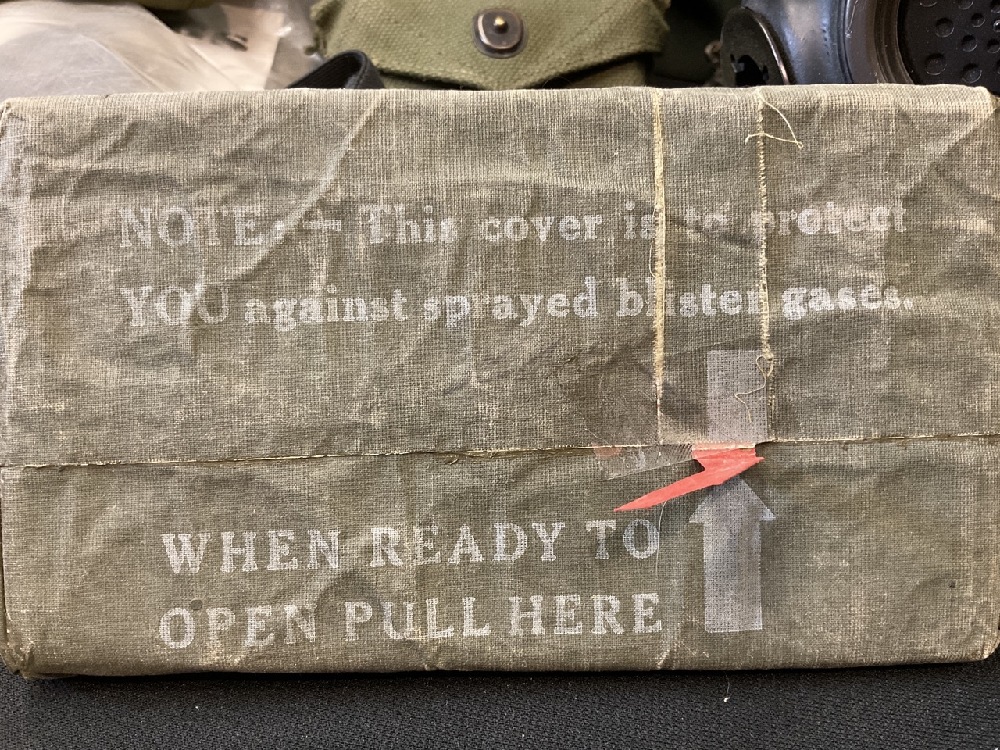 NOTE:— This cover is to protect
YOU against sprayed blister gases.
WHEN READY TO
OPEN PULL HERE